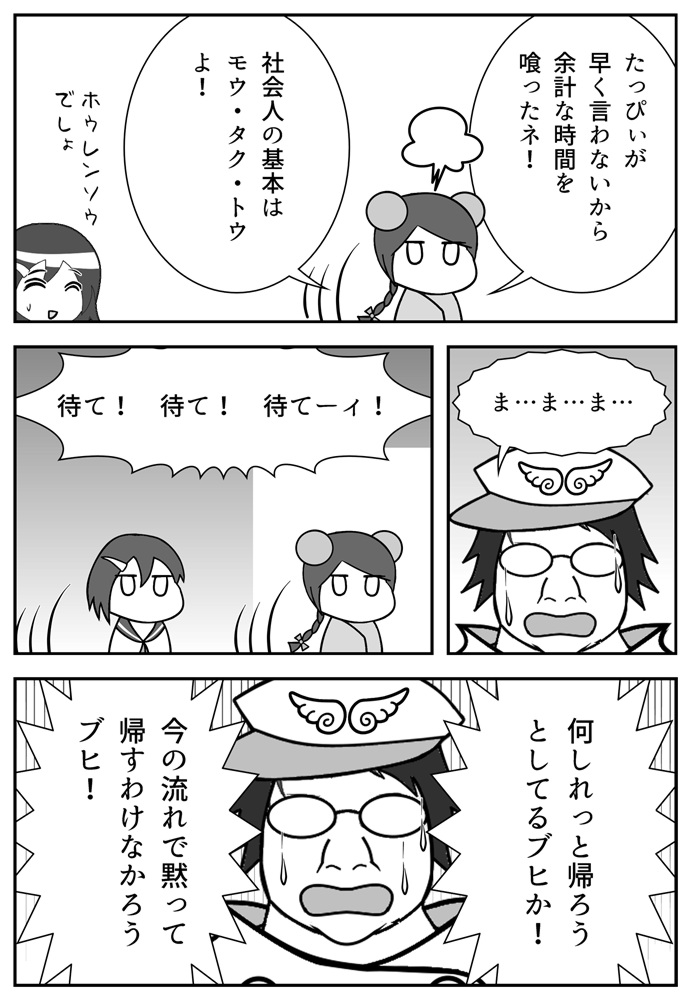 たっぴぃが
早く言わないから
余計な時間を
喰ったネ！
社会人の基本は
モウ・タク・トウ
よ！
ホウレンソウ
でしょ
ま…ま…ま…
待て！　待て！　待てーィ！
何しれっと帰ろう
としてるブヒか！
今の流れで黙って
帰すわけなかろう
ブヒ！